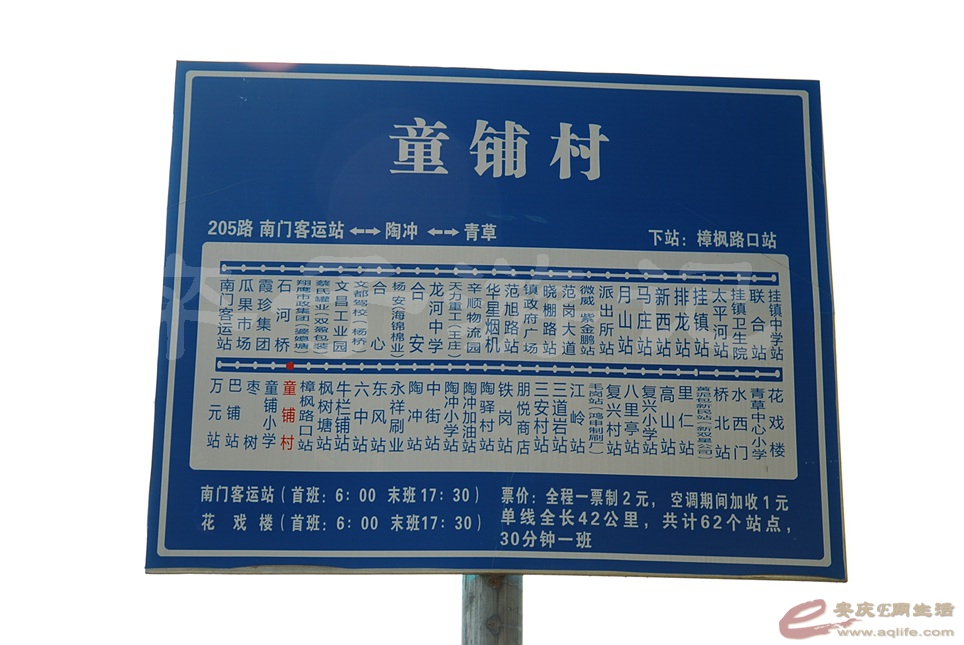 童铺村
205路 南门客运站 ←→ 陶冲 ←→ 青草
下站：樟枫路口站
南门客运站
瓜果市场
霞珍集团
石河桥
翔鹰市政集团（婆媳塘）
蔡氏罐业（双盈包装）
文昌工业园
文都驾校（杨桥）
合心
杨安（海锦棉业）
合安
龙河中学
天力重工（王庄）
辛顺物流园
华星烟机
范旭路站
镇政府广场
晓棚路站
范岗大道
微威 紫金鹏站
派出所站
月山站
马庄站
新西站
排龙站
挂镇站
太平河站
挂镇卫生院
联合站
挂镇中学站
万元站
巴铺站
枣树
童铺小学
童铺村
樟枫路口站
枫树塘站
牛栏铺站
六中站
东风站
永祥刷业
陶冲站
中街站
陶冲小学站
陶冲加油站
陶驿村站
铁岗站
朋悦商店
三安村站
三道岩站
江岭站
毛岗站（鸿申制刷厂）
复兴村站
八里亭站
复兴小学站
高山站
里仁站
桥北站
水西门
青草中心小学
花戏楼
南门客运站（首班：6：00 末班17：30）
花戏楼（首班：6：00 末班17：30）
票价：全程一票制2元，空调期间加收1元
单线全长42公里，共计62个站点，
30分钟一班
安庆E网生活
www.aqlife.com